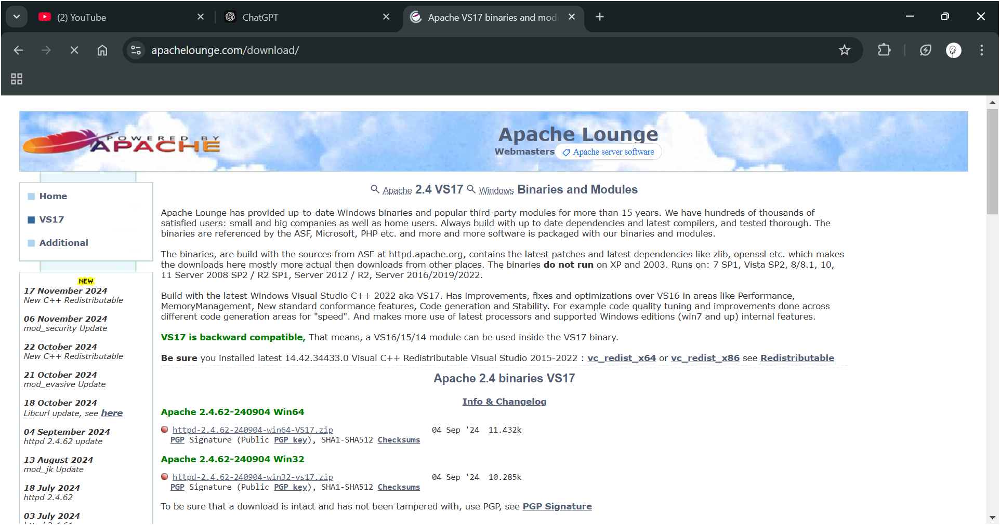 (2) YouTube
ChatGPT
Apache VS17 binaries and mod
apachelounge.com/download/
POWERED BY
APACHE
Apache Lounge
Webmasters
Apache server software
Home
VS17
Additional
NEW
17 November 2024
New C++ Redistributable
06 November 2024
mod_security Update
22 October 2024
New C++ Redistributable
21 October 2024
mod_evasive Update
18 October 2024
Libcurl update, see here
04 September 2024
httpd 2.4.62 update
13 August 2024
mod_jk Update
18 July 2024
httpd 2.4.62
03 July 2024
Apache 2.4 VS17 Windows Binaries and Modules
Apache Lounge has provided up-to-date Windows binaries and popular third-party modules for more than 15 years. We have hundreds of thousands of
satisfied users: small and big companies as well as home users. Always build with up to date dependencies and latest compilers, and tested thorough. The
binaries are referenced by the ASF, Microsoft, PHP etc. and more and more software is packaged with our binaries and modules.
The binaries, are build with the sources from ASF at httpd.apache.org, contains the latest patches and latest dependencies like zlib, openssl etc. which makes
the downloads here mostly more actual then downloads from other places. The binaries do not run on XP and 2003. Runs on: 7 SP1, Vista SP2, 8/8.1, 10,
11 Server 2008 SP2 / R2 SP1, Server 2012 / R2, Server 2016/2019/2022.
Build with the latest Windows Visual Studio C++ 2022 aka VS17. Has improvements, fixes and optimizations over VS16 in areas like Performance,
MemoryManagement, New standard conformance features, Code generation and Stability. For example code quality tuning and improvements done across
different code generation areas for "speed". And makes more use of latest processors and supported Windows editions (win7 and up) internal features.
VS17 is backward compatible, That means, a VS16/15/14 module can be used inside the VS17 binary.
Be sure you installed latest 14.42.34433.0 Visual C++ Redistributable Visual Studio 2015-2022 : vc_redist_x64 or vc_redist_x86 see Redistributable
Apache 2.4 binaries VS17
Info & Changelog
Apache 2.4.62-240904 Win64
httpd-2.4.62-240904-win64-VS17.zip 04 Sep '24 11.432k
PGP Signature (Public PGP key), SHA1-SHA512 Checksums
Apache 2.4.62-240904 Win32
httpd-2.4.62-240904-win32-vs17.zip 04 Sep '24 10.285k
PGP Signature (Public PGP key), SHA1-SHA512 Checksums
To be sure that a download is intact and has not been tampered with, use PGP, see PGP Signature